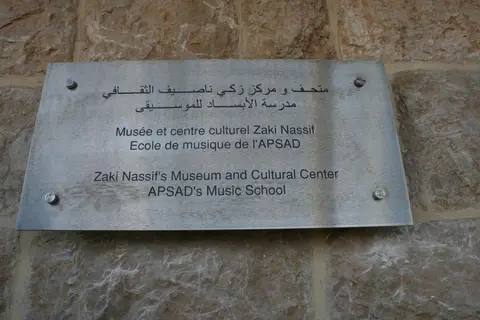 متحف و مركز زكي ناصيف الثقافي
مدرسة الأبساد للموسيقى
Musée et centre culturel Zaki Nassif
Ecole de musique de l'APSAD
Zaki Nassif's Museum and Cultural Center
APSAD's Music School